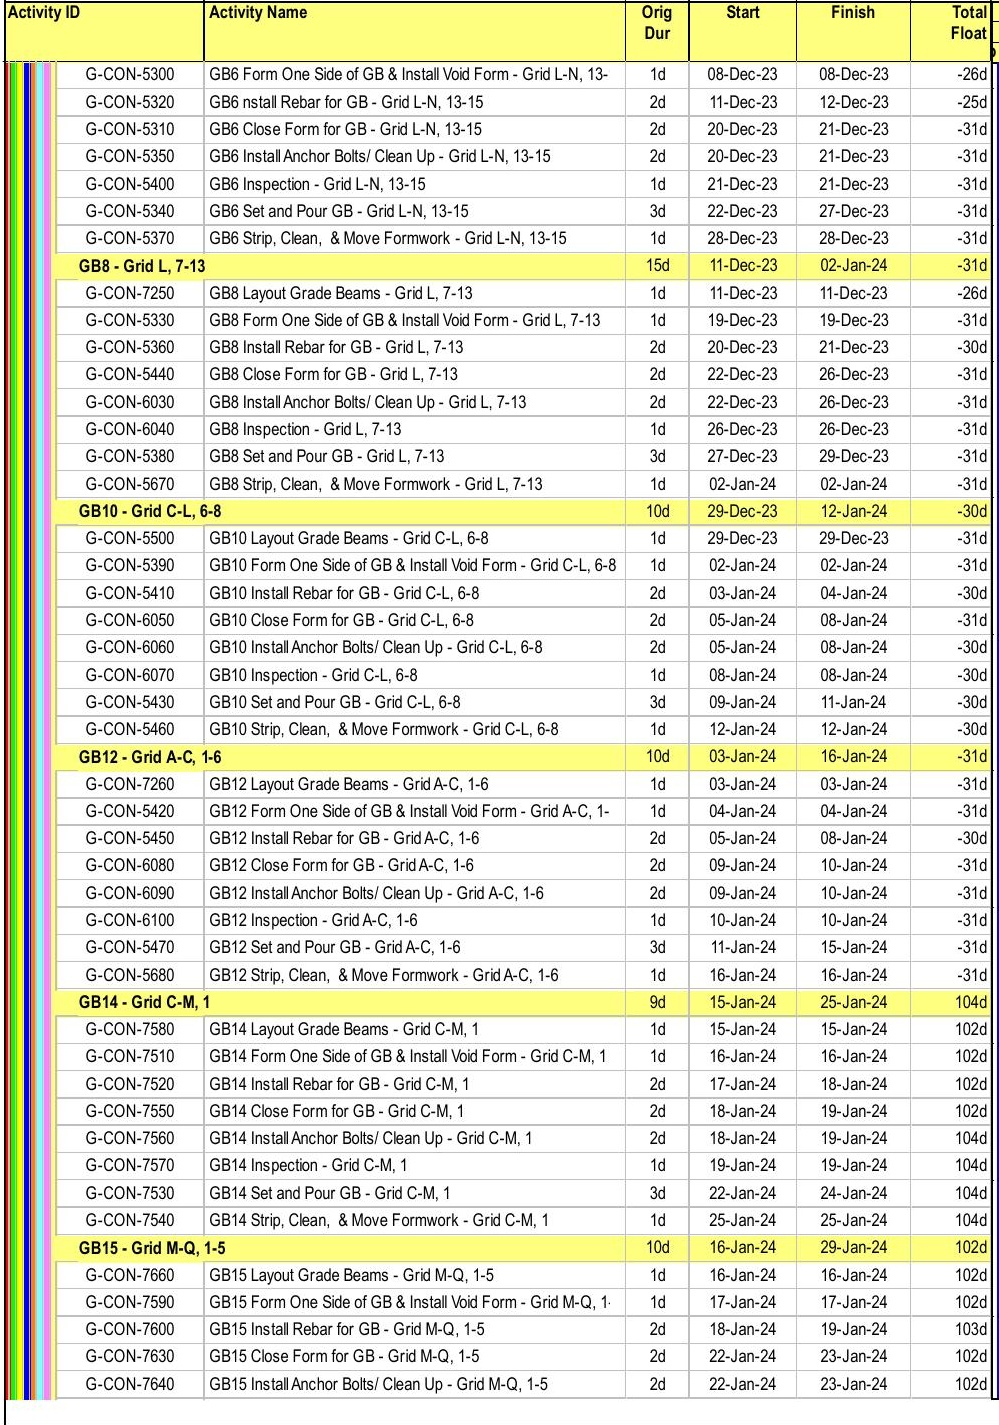 Activity ID Activity Name Orig Dur Start Finish Total Float
G-CON-5300 GB6 Form One Side of GB & Install Void Form - Grid L-N, 13- 1d 08-Dec-23 08-Dec-23 -26d
G-CON-5320 GB6 nstall Rebar for GB - Grid L-N, 13-15 2d 11-Dec-23 12-Dec-23 -25d
G-CON-5310 GB6 Close Form for GB - Grid L-N, 13-15 2d 20-Dec-23 21-Dec-23 -31d
G-CON-5350 GB6 Install Anchor Bolts/ Clean Up - Grid L-N, 13-15 2d 20-Dec-23 21-Dec-23 -31d
G-CON-5400 GB6 Inspection - Grid L-N, 13-15 1d 21-Dec-23 21-Dec-23 -31d
G-CON-5340 GB6 Set and Pour GB - Grid L-N, 13-15 3d 22-Dec-23 27-Dec-23 -31d
G-CON-5370 GB6 Strip, Clean, & Move Formwork - Grid L-N, 13-15 1d 28-Dec-23 28-Dec-23 -31d
GB8 - Grid L, 7-13 15d 11-Dec-23 02-Jan-24 -31d
G-CON-7250 GB8 Layout Grade Beams - Grid L, 7-13 1d 11-Dec-23 11-Dec-23 -26d
G-CON-5330 GB8 Form One Side of GB & Install Void Form - Grid L, 7-13 1d 19-Dec-23 19-Dec-23 -31d
G-CON-5360 GB8 Install Rebar for GB - Grid L, 7-13 2d 20-Dec-23 21-Dec-23 -30d
G-CON-5440 GB8 Close Form for GB - Grid L, 7-13 2d 22-Dec-23 26-Dec-23 -31d
G-CON-6030 GB8 Install Anchor Bolts/ Clean Up - Grid L, 7-13 2d 22-Dec-23 26-Dec-23 -31d
G-CON-6040 GB8 Inspection - Grid L, 7-13 1d 26-Dec-23 26-Dec-23 -31d
G-CON-5380 GB8 Set and Pour GB - Grid L, 7-13 3d 27-Dec-23 29-Dec-23 -31d
G-CON-5670 GB8 Strip, Clean, & Move Formwork - Grid L, 7-13 1d 02-Jan-24 02-Jan-24 -31d
GB10 - Grid C-L, 6-8 10d 29-Dec-23 12-Jan-24 -30d
G-CON-5500 GB10 Layout Grade Beams - Grid C-L, 6-8 1d 29-Dec-23 29-Dec-23 -31d
G-CON-5390 GB10 Form One Side of GB & Install Void Form - Grid C-L, 6-8 1d 02-Jan-24 02-Jan-24 -31d
G-CON-5410 GB10 Install Rebar for GB - Grid C-L, 6-8 2d 03-Jan-24 04-Jan-24 -30d
G-CON-6050 GB10 Close Form for GB - Grid C-L, 6-8 2d 05-Jan-24 08-Jan-24 -31d
G-CON-6060 GB10 Install Anchor Bolts/ Clean Up - Grid C-L, 6-8 2d 05-Jan-24 08-Jan-24 -30d
G-CON-6070 GB10 Inspection - Grid C-L, 6-8 1d 08-Jan-24 08-Jan-24 -30d
G-CON-5430 GB10 Set and Pour GB - Grid C-L, 6-8 3d 09-Jan-24 11-Jan-24 -30d
G-CON-5460 GB10 Strip, Clean, & Move Formwork - Grid C-L, 6-8 1d 12-Jan-24 12-Jan-24 -30d
GB12 - Grid A-C, 1-6 10d 03-Jan-24 16-Jan-24 -31d
G-CON-7260 GB12 Layout Grade Beams - Grid A-C, 1-6 1d 03-Jan-24 03-Jan-24 -31d
G-CON-5420 GB12 Form One Side of GB & Install Void Form - Grid A-C, 1- 1d 04-Jan-24 04-Jan-24 -31d
G-CON-5450 GB12 Install Rebar for GB - Grid A-C, 1-6 2d 05-Jan-24 08-Jan-24 -30d
G-CON-6080 GB12 Close Form for GB - Grid A-C, 1-6 2d 09-Jan-24 10-Jan-24 -31d
G-CON-6090 GB12 Install Anchor Bolts/ Clean Up - Grid A-C, 1-6 2d 09-Jan-24 10-Jan-24 -31d
G-CON-6100 GB12 Inspection - Grid A-C, 1-6 1d 10-Jan-24 10-Jan-24 -31d
G-CON-5470 GB12 Set and Pour GB - Grid A-C, 1-6 3d 11-Jan-24 15-Jan-24 -31d
G-CON-5680 GB12 Strip, Clean, & Move Formwork - Grid A-C, 1-6 1d 16-Jan-24 16-Jan-24 -31d
GB14 - Grid C-M, 1 9d 15-Jan-24 25-Jan-24 104d
G-CON-7580 GB14 Layout Grade Beams - Grid C-M, 1 1d 15-Jan-24 15-Jan-24 102d
G-CON-7510 GB14 Form One Side of GB & Install Void Form - Grid C-M, 1 1d 16-Jan-24 16-Jan-24 102d
G-CON-7520 GB14 Install Rebar for GB - Grid C-M, 1 2d 17-Jan-24 18-Jan-24 102d
G-CON-7550 GB14 Close Form for GB - Grid C-M, 1 2d 18-Jan-24 19-Jan-24 102d
G-CON-7560 GB14 Install Anchor Bolts/ Clean Up - Grid C-M, 1 2d 18-Jan-24 19-Jan-24 104d
G-CON-7570 GB14 Inspection - Grid C-M, 1 1d 19-Jan-24 19-Jan-24 104d
G-CON-7530 GB14 Set and Pour GB - Grid C-M, 1 3d 22-Jan-24 24-Jan-24 104d
G-CON-7540 GB14 Strip, Clean, & Move Formwork - Grid C-M, 1 1d 25-Jan-24 25-Jan-24 104d
GB15 - Grid M-Q, 1-5 10d 16-Jan-24 29-Jan-24 102d
G-CON-7660 GB15 Layout Grade Beams - Grid M-Q, 1-5 1d 16-Jan-24 16-Jan-24 102d
G-CON-7590 GB15 Form One Side of GB & Install Void Form - Grid M-Q, 1- 1d 17-Jan-24 17-Jan-24 102d
G-CON-7600 GB15 Install Rebar for GB - Grid M-Q, 1-5 2d 18-Jan-24 19-Jan-24 103d
G-CON-7630 GB15 Close Form for GB - Grid M-Q, 1-5 2d 22-Jan-24 23-Jan-24 102d
G-CON-7640 GB15 Install Anchor Bolts/ Clean Up - Grid M-Q, 1-5 2d 22-Jan-24 23-Jan-24 102d